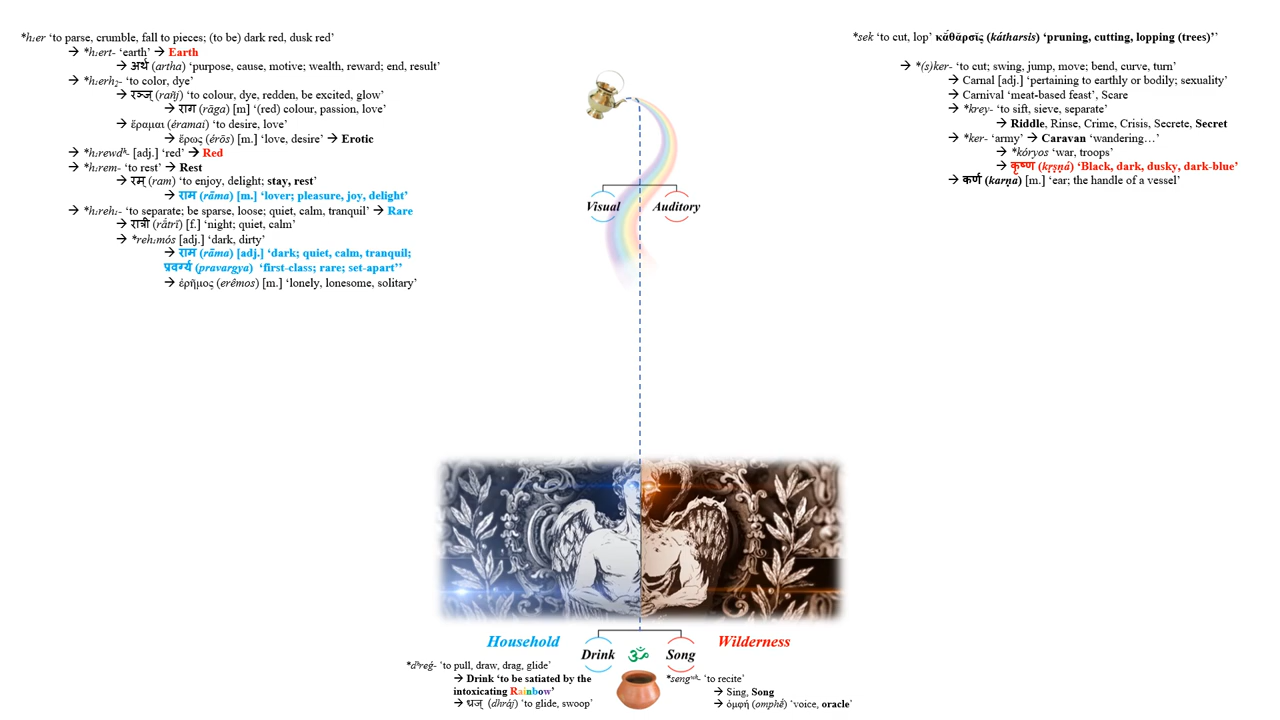 *h₁er ‘to parse, crumble, fall to pieces; (to be) dark red, dusk red’
→ *h₁ert- ‘earth’ → Earth
→ अर्थ (artha) ‘purpose, cause, motive; wealth, reward; end, result’
→ *h₁erh₂- ‘to color, dye’
→ रञ्ज् (rañj) ‘to colour, dye, redden, be excited, glow’
→ राग (rāga) [m] ‘(red) colour, passion, love’
→ ἔραμαι (éramai) ‘to desire, love’
→ ἔρως (érōs) [m.] ‘love, desire’ → Erotic
→ *h₁rewdʰ- [adj.] ‘red’ → Red
→ *h₁rem- ‘to rest’ → Rest
→ रम् (ram) ‘to enjoy, delight; stay, rest’
→ राम (rāma) [m.] ‘lover; pleasure, joy, delight’
→ *h₁reh₁- ‘to separate; be sparse, loose; quiet, calm, tranquil’ → Rare
→ रात्री (rā́trī) [f.] ‘night; quiet, calm’
→ *reh₁mós [adj.] ‘dark, dirty’
→ राम (rāma) [adj.] ‘dark; quiet, calm, tranquil;
प्रवर्ग्य (pravargya) ‘first-class; rare; set-apart’’
→ ἐρῆμος (erêmos) [m.] ‘lonely, lonesome, solitary’
*sek ‘to cut, lop’ κᾰ́θᾰρσῐς (kátharsis) ‘pruning, cutting, lopping (trees)’’
→ *(s)ker- ‘to cut; swing, jump, move; bend, curve, turn’
→ Carnal [adj.] ‘pertaining to earthly or bodily; sexuality’
→ Carnival ‘meat-based feast’, Scare
→ *krey- ‘to sift, sieve, separate’
→ Riddle, Rinse, Crime, Crisis, Secrete, Secret
→ *ker- ‘army’ → Caravan ‘wandering…’
→ *kóryos ‘war, troops’
→ कृष्ण (kṛṣṇá) ‘Black, dark, dusky, dark-blue’
→ कर्ण (karṇa) [m.] ‘ear; the handle of a vessel’
Visual Auditory
Household Wilderness
Drink ॐ Song
*dʰreǵ- ‘to pull, draw, drag, glide’
→ Drink ‘to be satiated by the
intoxicating Rainbow’
→ ध्रज् (dhraj) ‘to glide, swoop’
*sengʷʰ- ‘to recite’
→ Sing, Song
→ ὀμφή (omphḗ) ‘voice, oracle’